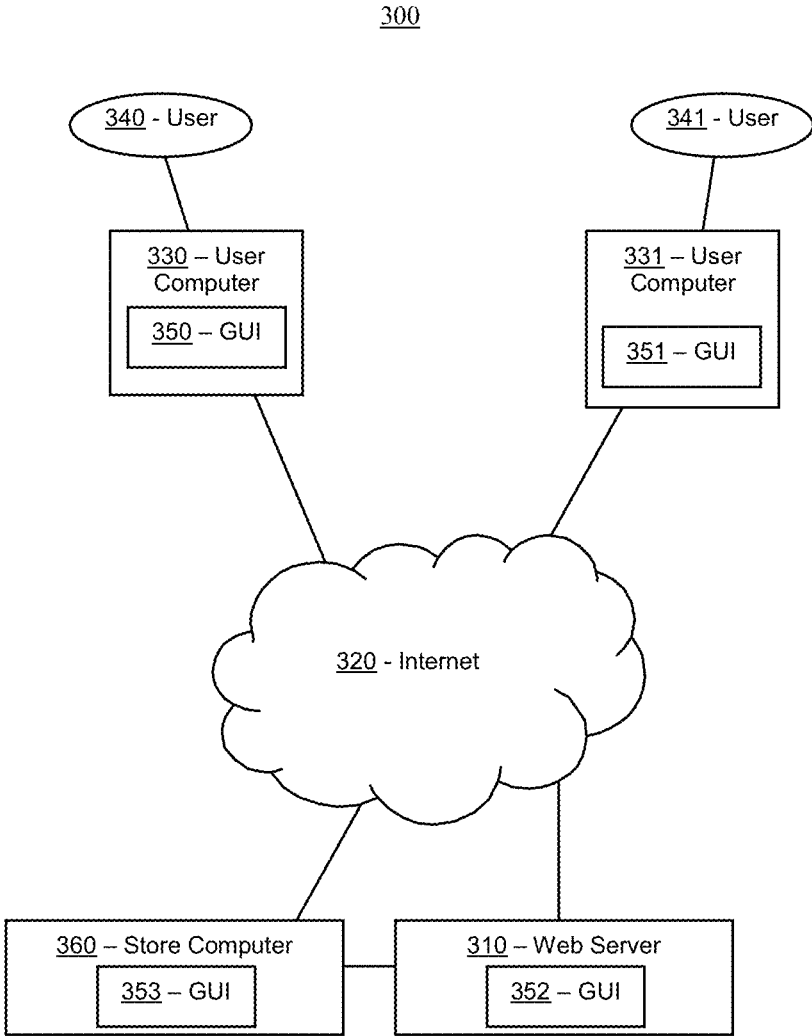 300
340 - User
341 - User
330 – User
Computer
350 – GUI
331 – User
Computer
351 – GUI
320 - Internet
360 – Store Computer
353 – GUI
310 – Web Server
352 – GUI